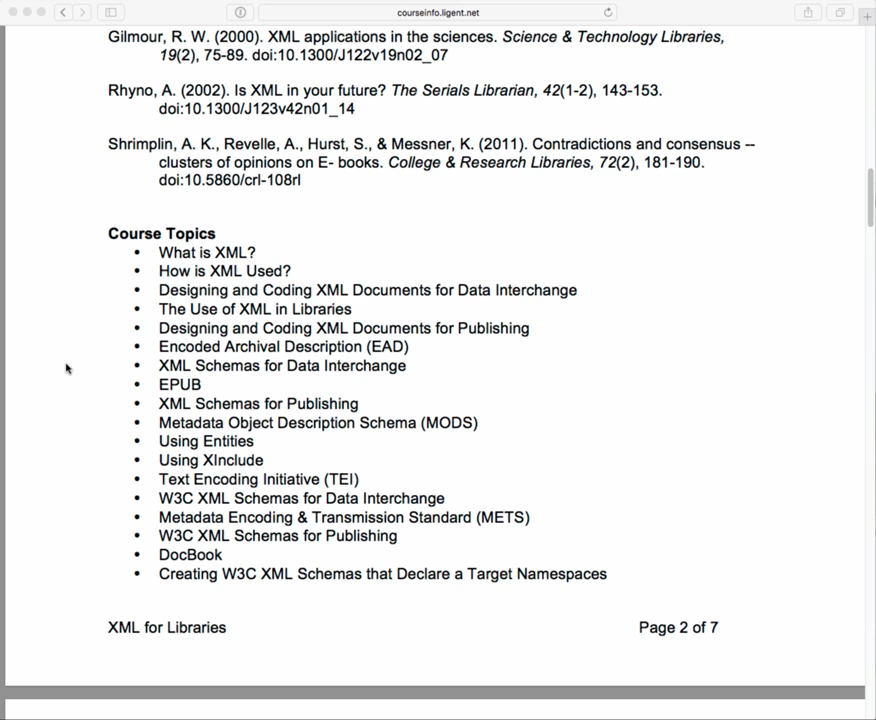 courseinfo.ligent.net
Gilmour, R. W. (2000). XML applications in the sciences. Science & Technology Libraries,
19(2), 75-89. doi:10.1300/J122v19n02_07
Rhyno, A. (2002). Is XML in your future? The Serials Librarian, 42(1-2), 143-153.
doi:10.1300/J123v42n01_14
Shrimplin, A. K., Revelle, A., Hurst, S., & Messner, K. (2011). Contradictions and consensus --
clusters of opinions on E- books. College & Research Libraries, 72(2), 181-190.
doi:10.5860/crl-108rl
Course Topics
• What is XML?
• How is XML Used?
• Designing and Coding XML Documents for Data Interchange
• The Use of XML in Libraries
• Designing and Coding XML Documents for Publishing
• Encoded Archival Description (EAD)
• XML Schemas for Data Interchange
• EPUB
• XML Schemas for Publishing
• Metadata Object Description Schema (MODS)
• Using Entities
• Using XInclude
• Text Encoding Initiative (TEI)
• W3C XML Schemas for Data Interchange
• Metadata Encoding & Transmission Standard (METS)
• W3C XML Schemas for Publishing
• DocBook
• Creating W3C XML Schemas that Declare a Target Namespaces
XML for Libraries
Page 2 of 7